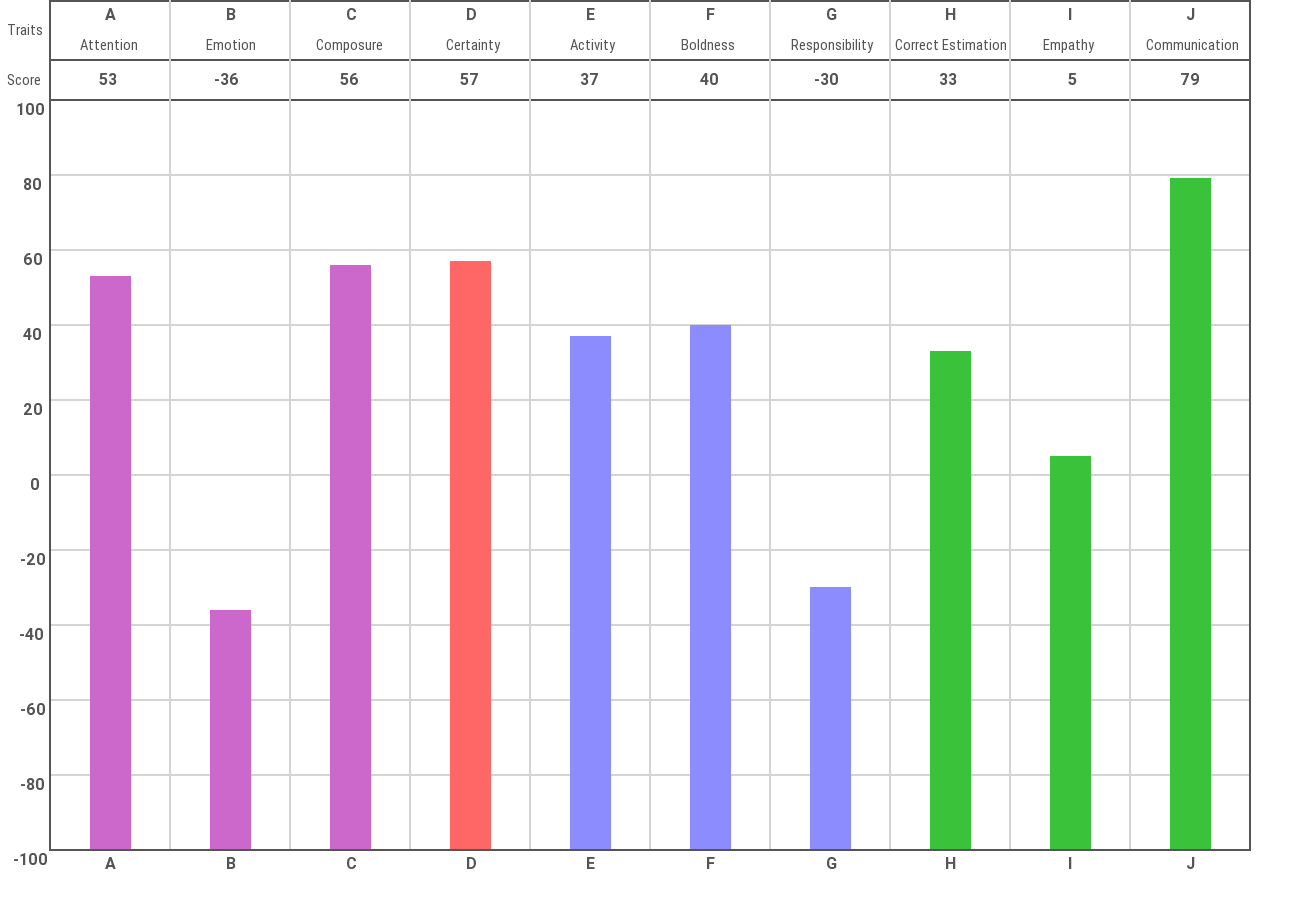 A B C D E F G H I J
Traits
Attention Emotion Composure Certainty Activity Boldness Responsibility Correct Estimation Empathy Communication
Score 53 -36 56 57 37 40 -30 33 5 79
100
80
60
40
20
0
-20
-40
-60
-80
-100
A B C D E F G H I J